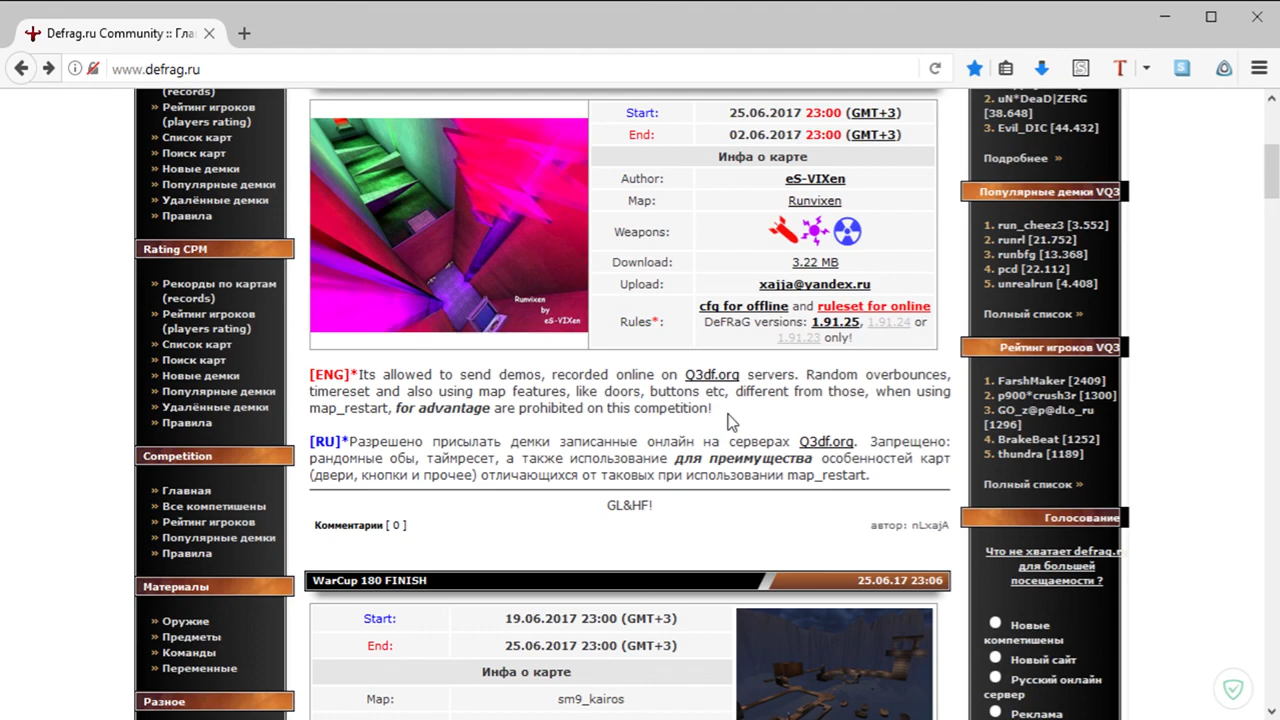 Defrag.ru Community :: Гла
www.defrag.ru
(records)
» Рейтинг игроков
(players rating)
» Список карт
» Поиск карт
» Новые демки
» Популярные демки
» Удалённые демки
» Правила
Rating CPM
» Рекорды по картам
(records)
» Рейтинг игроков
(players rating)
» Список карт
» Поиск карт
» Новые демки
» Популярные демки
» Удалённые демки
» Правила
Competition
» Главная
» Все компетишены
» Рейтинг игроков
» Популярные демки
» Правила
Материалы
» Оружие
» Предметы
» Команды
» Переменные
Разное
Runvixen
by
eS-VIXen
Start: 25.06.2017 23:00 (GMT+3)
End: 02.06.2017 23:00 (GMT+3)
Инфа о карте
Author: eS-VIXen
Map: Runvixen
Weapons:
Download: 3.22 MB
Upload: xajja@yandex.ru
cfg for offline and ruleset for online
Rules*: DeFRaG versions: 1.91.25, 1.91.24 or
1.91.23 only!
[ENG]*Its allowed to send demos, recorded online on Q3df.org servers. Random overbounces,
timereset and also using map features, like doors, buttons etc, different from those, when using
map_restart, for advantage are prohibited on this competition!
[RU]*Разрешено присылать демки записанные онлайн на серверах Q3df.org. Запрещено:
рандомные обы, таймресет, а также использование для преимущества особенностей карт
(двери, кнопки и прочее) отличающихся от таковых при использовании map_restart.
GL&HF!
Комментарии [ 0 ] автор: nLxajA
WarCup 180 FINISH 25.06.17 23:06
Start: 19.06.2017 23:00 (GMT+3)
End: 25.06.2017 23:00 (GMT+3)
Инфа о карте
Map: sm9_kairos
2. uN*DeaD|ZERG
[38.648]
3. Evil_DIC [44.432]
Подробнее »
Популярные демки VQ3
1. run_cheez3 [3.552]
2. runrl [21.752]
3. runbfg [13.368]
4. pcd [22.112]
5. unrealrun [4.408]
Полный список »
Рейтинг игроков VQ3
1. FarshMaker [2409]
2. p900*crush3r [1300]
3. GO_z@p@dLo_ru
[1296]
4. BrakeBeat [1252]
5. thundra [1189]
Полный список »
Голосование
Что не хватает defrag.r
для большей
посещаемости ?
Новые
компетишены
Новый сайт
Русский онлайн
сервер
Реклама